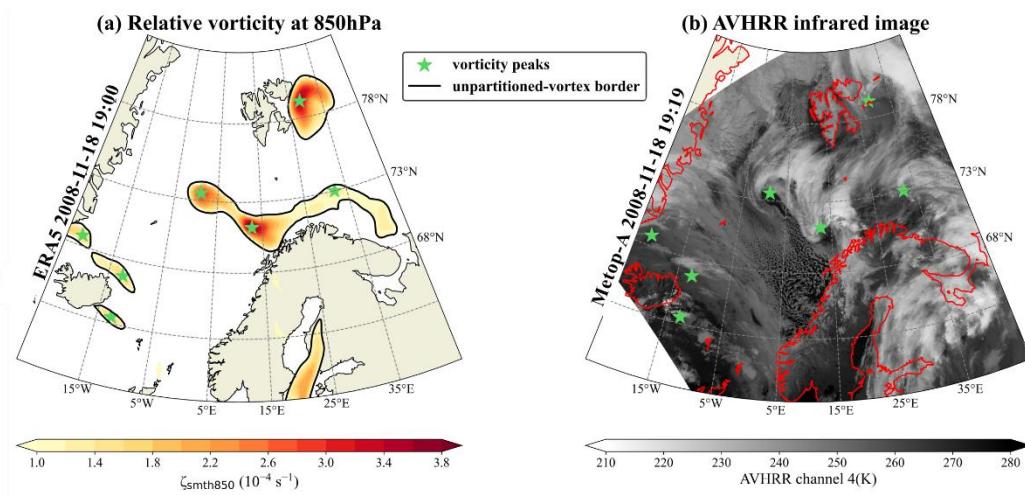 (a) Relative vorticity at 850hPa
ERA5 2008-11-18 19:00
78°N
73°N
68°N
15°W
5°W
5°E
15°E
25°E
35°E
1.0 1.4 1.8 2.2 2.6 3.0 3.4 3.8
ζsmth850 (10⁻⁴ s⁻¹)
vorticity peaks
unpartitioned-vortex border
(b) AVHRR infrared image
Metop-A 2008-11-18 19:19
78°N
73°N
68°N
15°W
5°W
5°E
15°E
25°E
35°E
210 220 230 240 250 260 270 280
AVHRR channel 4(K)